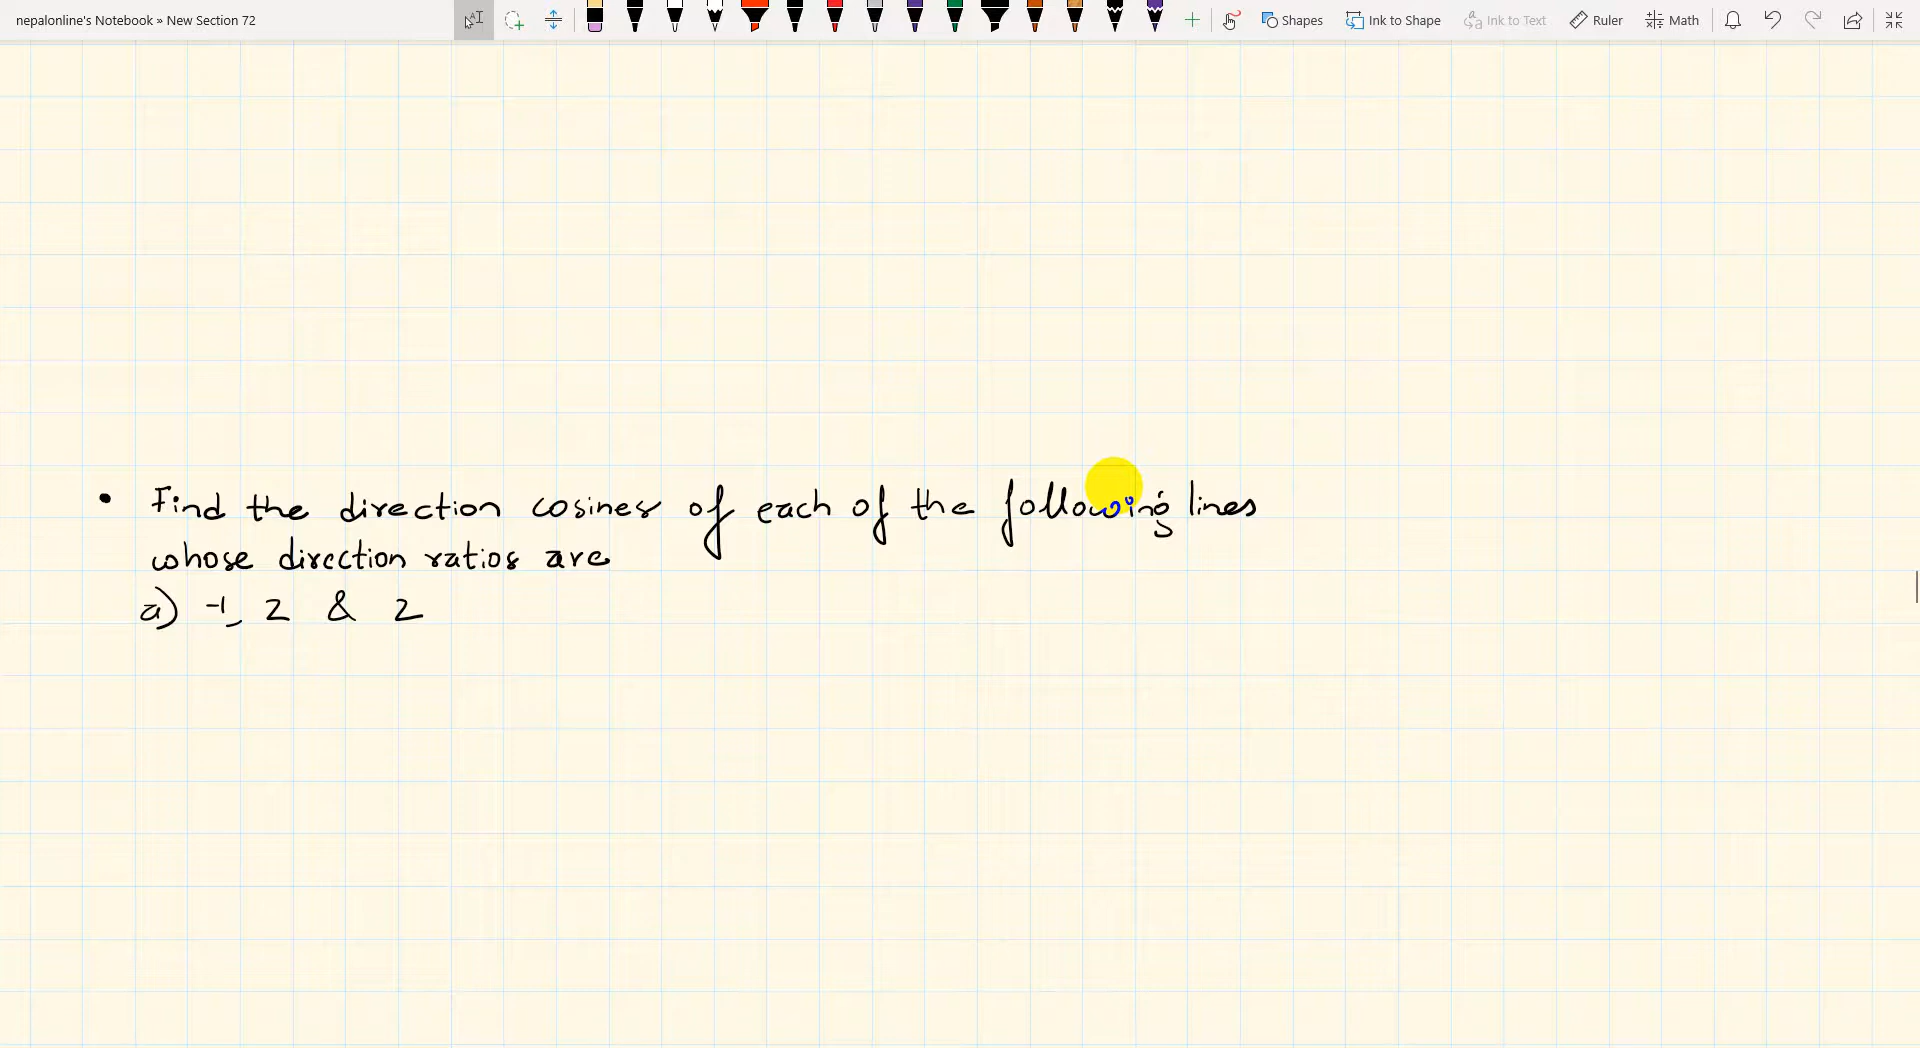 nepalonline's Notebook » New Section 72
Shapes
Ink to Shape
Ink to Text
Ruler
Math
• Find the direction cosines of each of the following lines
whose direction ratios are
a) -1, 2 & 2